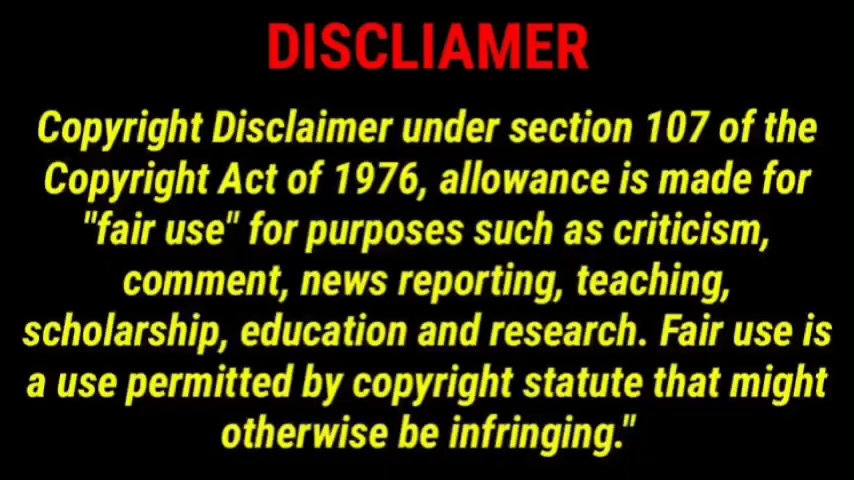 DISCLIAMER
Copyright Disclaimer under section 107 of the
Copyright Act of 1976, allowance is made for
"fair use" for purposes such as criticism,
comment, news reporting, teaching,
scholarship, education and research. Fair use is
a use permitted by copyright statute that might
otherwise be infringing."